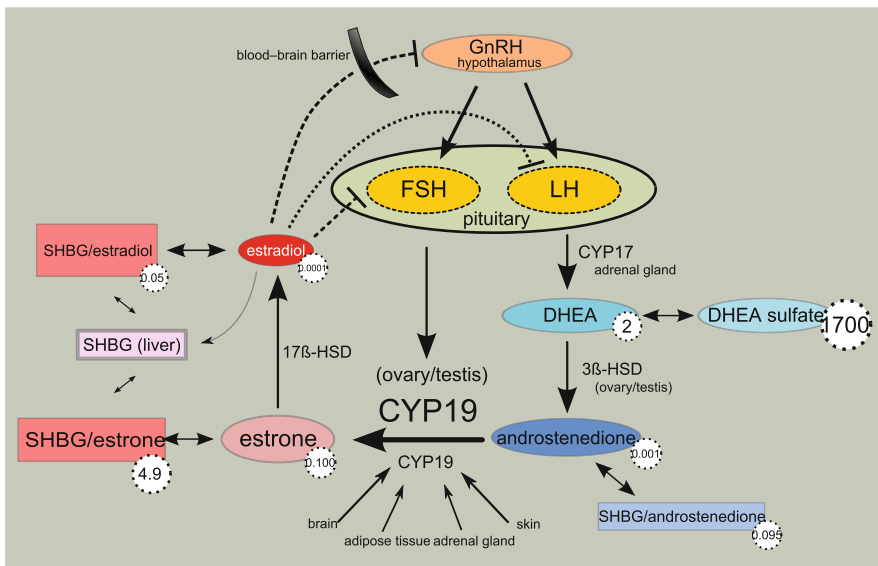 GnRH
hypothalamus
blood–brain barrier
FSH
LH
pituitary
SHBG/estradiol
0.05
estradiol
0.0001
CYP17
adrenal gland
DHEA
2
DHEA sulfate
1700
SHBG (liver)
17ß-HSD
(ovary/testis)
3ß-HSD
(ovary/testis)
CYP19
SHBG/estrone
4.9
estrone
0.100
androstenedione
0.001
CYP19
brain
adipose tissue
adrenal gland
skin
SHBG/androstenedione
0.095